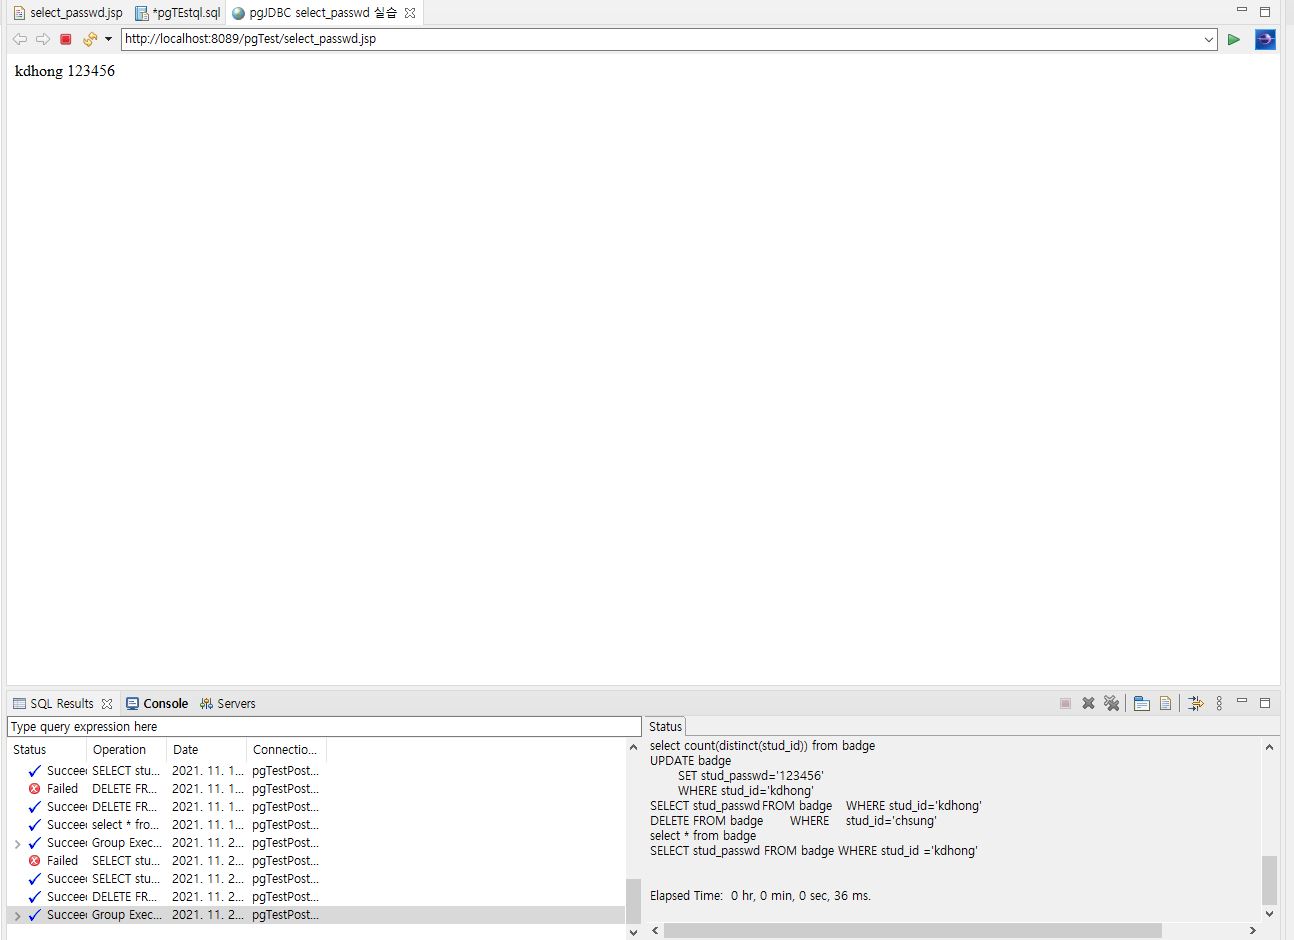 select_passwd.jsp *pgTEstql.sql pgJDBC select_passwd 실습
http://localhost:8089/pgTest/select_passwd.jsp
kdhong 123456
SQL Results Console Servers
Type query expression here
Status Operation Date Connectio...
Succee SELECT stu... 2021. 11. 1... pgTestPost...
Failed DELETE FR... 2021. 11. 1... pgTestPost...
Succee DELETE FR... 2021. 11. 1... pgTestPost...
Succee select * fro... 2021. 11. 1... pgTestPost...
Succee Group Exec... 2021. 11. 2... pgTestPost...
Failed SELECT stu... 2021. 11. 2... pgTestPost...
Succee SELECT stu... 2021. 11. 2... pgTestPost...
Succee DELETE FR... 2021. 11. 2... pgTestPost...
Succee Group Exec... 2021. 11. 2... pgTestPost...
Status
select count(distinct(stud_id)) from badge
UPDATE badge
SET stud_passwd='123456'
WHERE stud_id='kdhong'
SELECT stud_passwd FROM badge WHERE stud_id='kdhong'
DELETE FROM badge WHERE stud_id='chsung'
select * from badge
SELECT stud_passwd FROM badge WHERE stud_id ='kdhong'
Elapsed Time: 0 hr, 0 min, 0 sec, 36 ms.